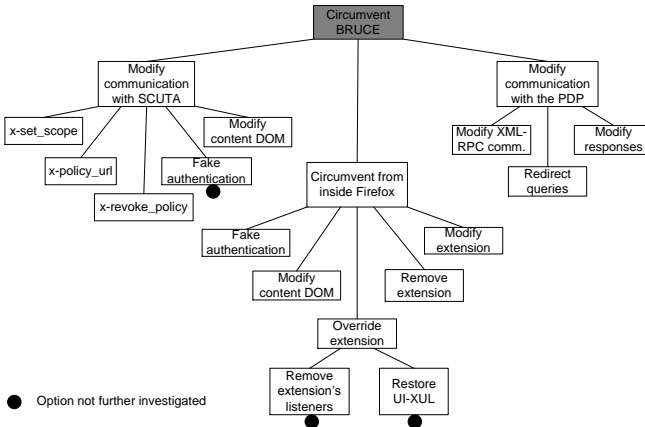 Circumvent
BRUCE
Modify
communication
with SCUTA
x-set_scope
x-policy_url
x-revoke_policy
Fake
authentication
Modify
content DOM
Circumvent from
inside Firefox
Fake
authentication
Modify
content DOM
Override
extension
Remove
extension's
listeners
Restore
UI-XUL
Remove
extension
Modify
extension
Modify
communication
with the PDP
Modify XML-
RPC comm.
Redirect
queries
Modify
responses
Option not further investigated